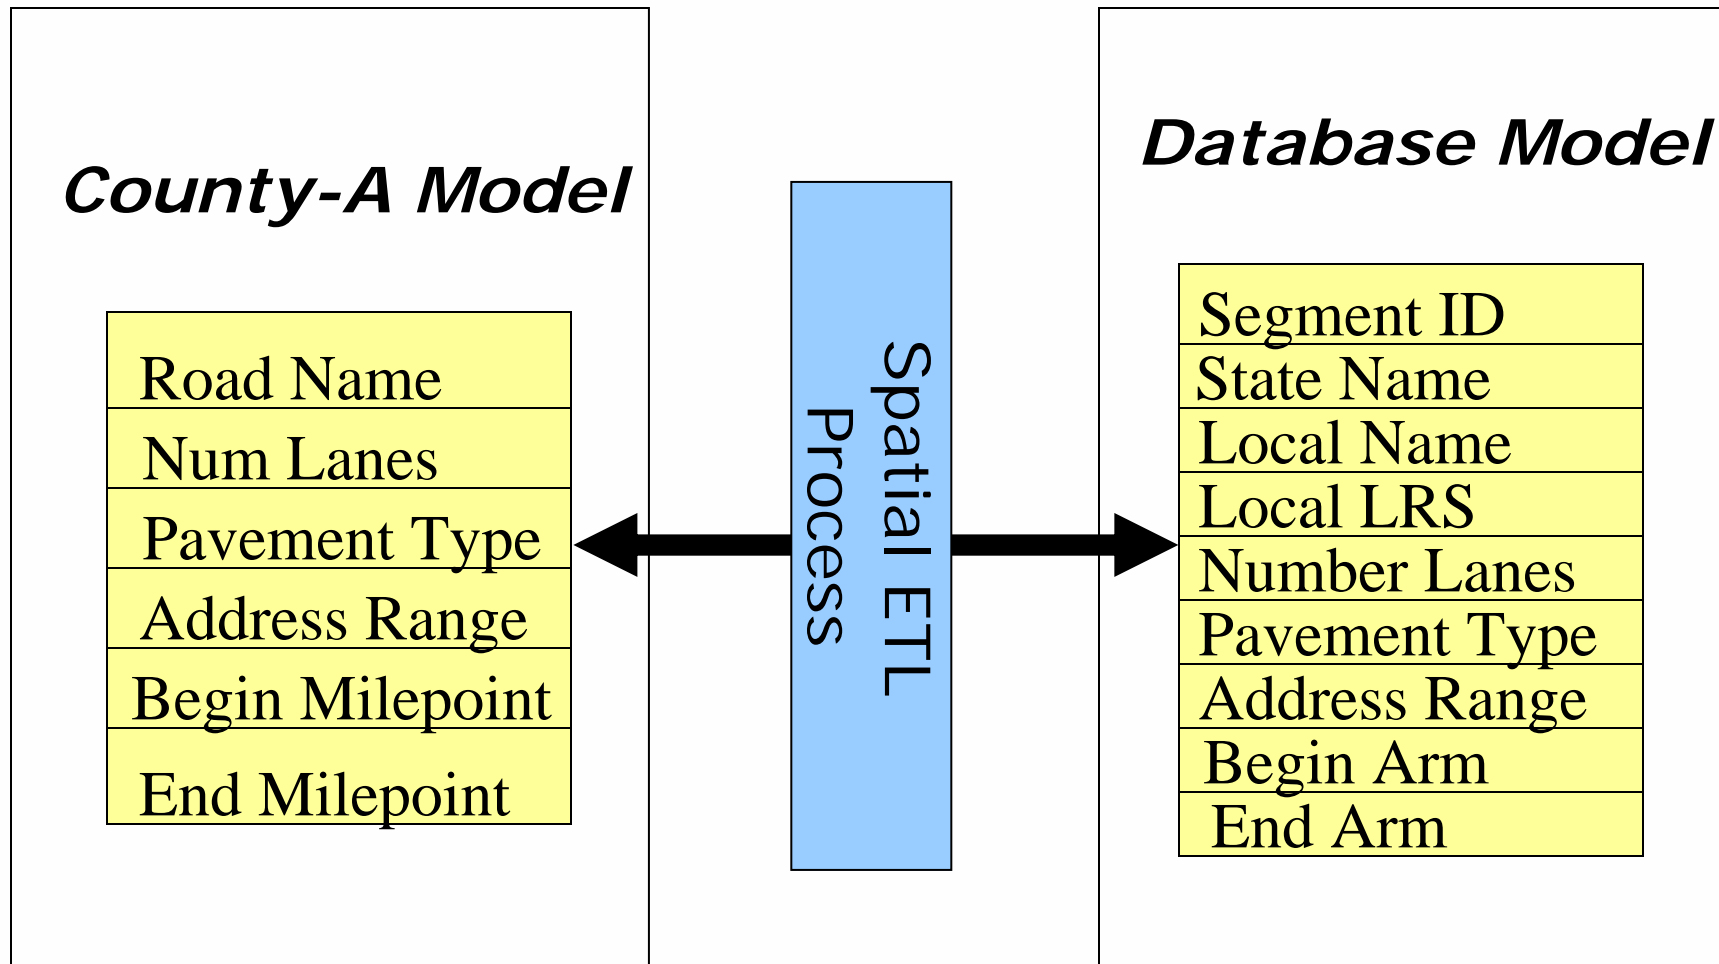 County-A Model
Road Name
Num Lanes
Pavement Type
Address Range
Begin Milepoint
End Milepoint
Spatial ETL
Process
Database Model
Segment ID
State Name
Local Name
Local LRS
Number Lanes
Pavement Type
Address Range
Begin Arm
End Arm